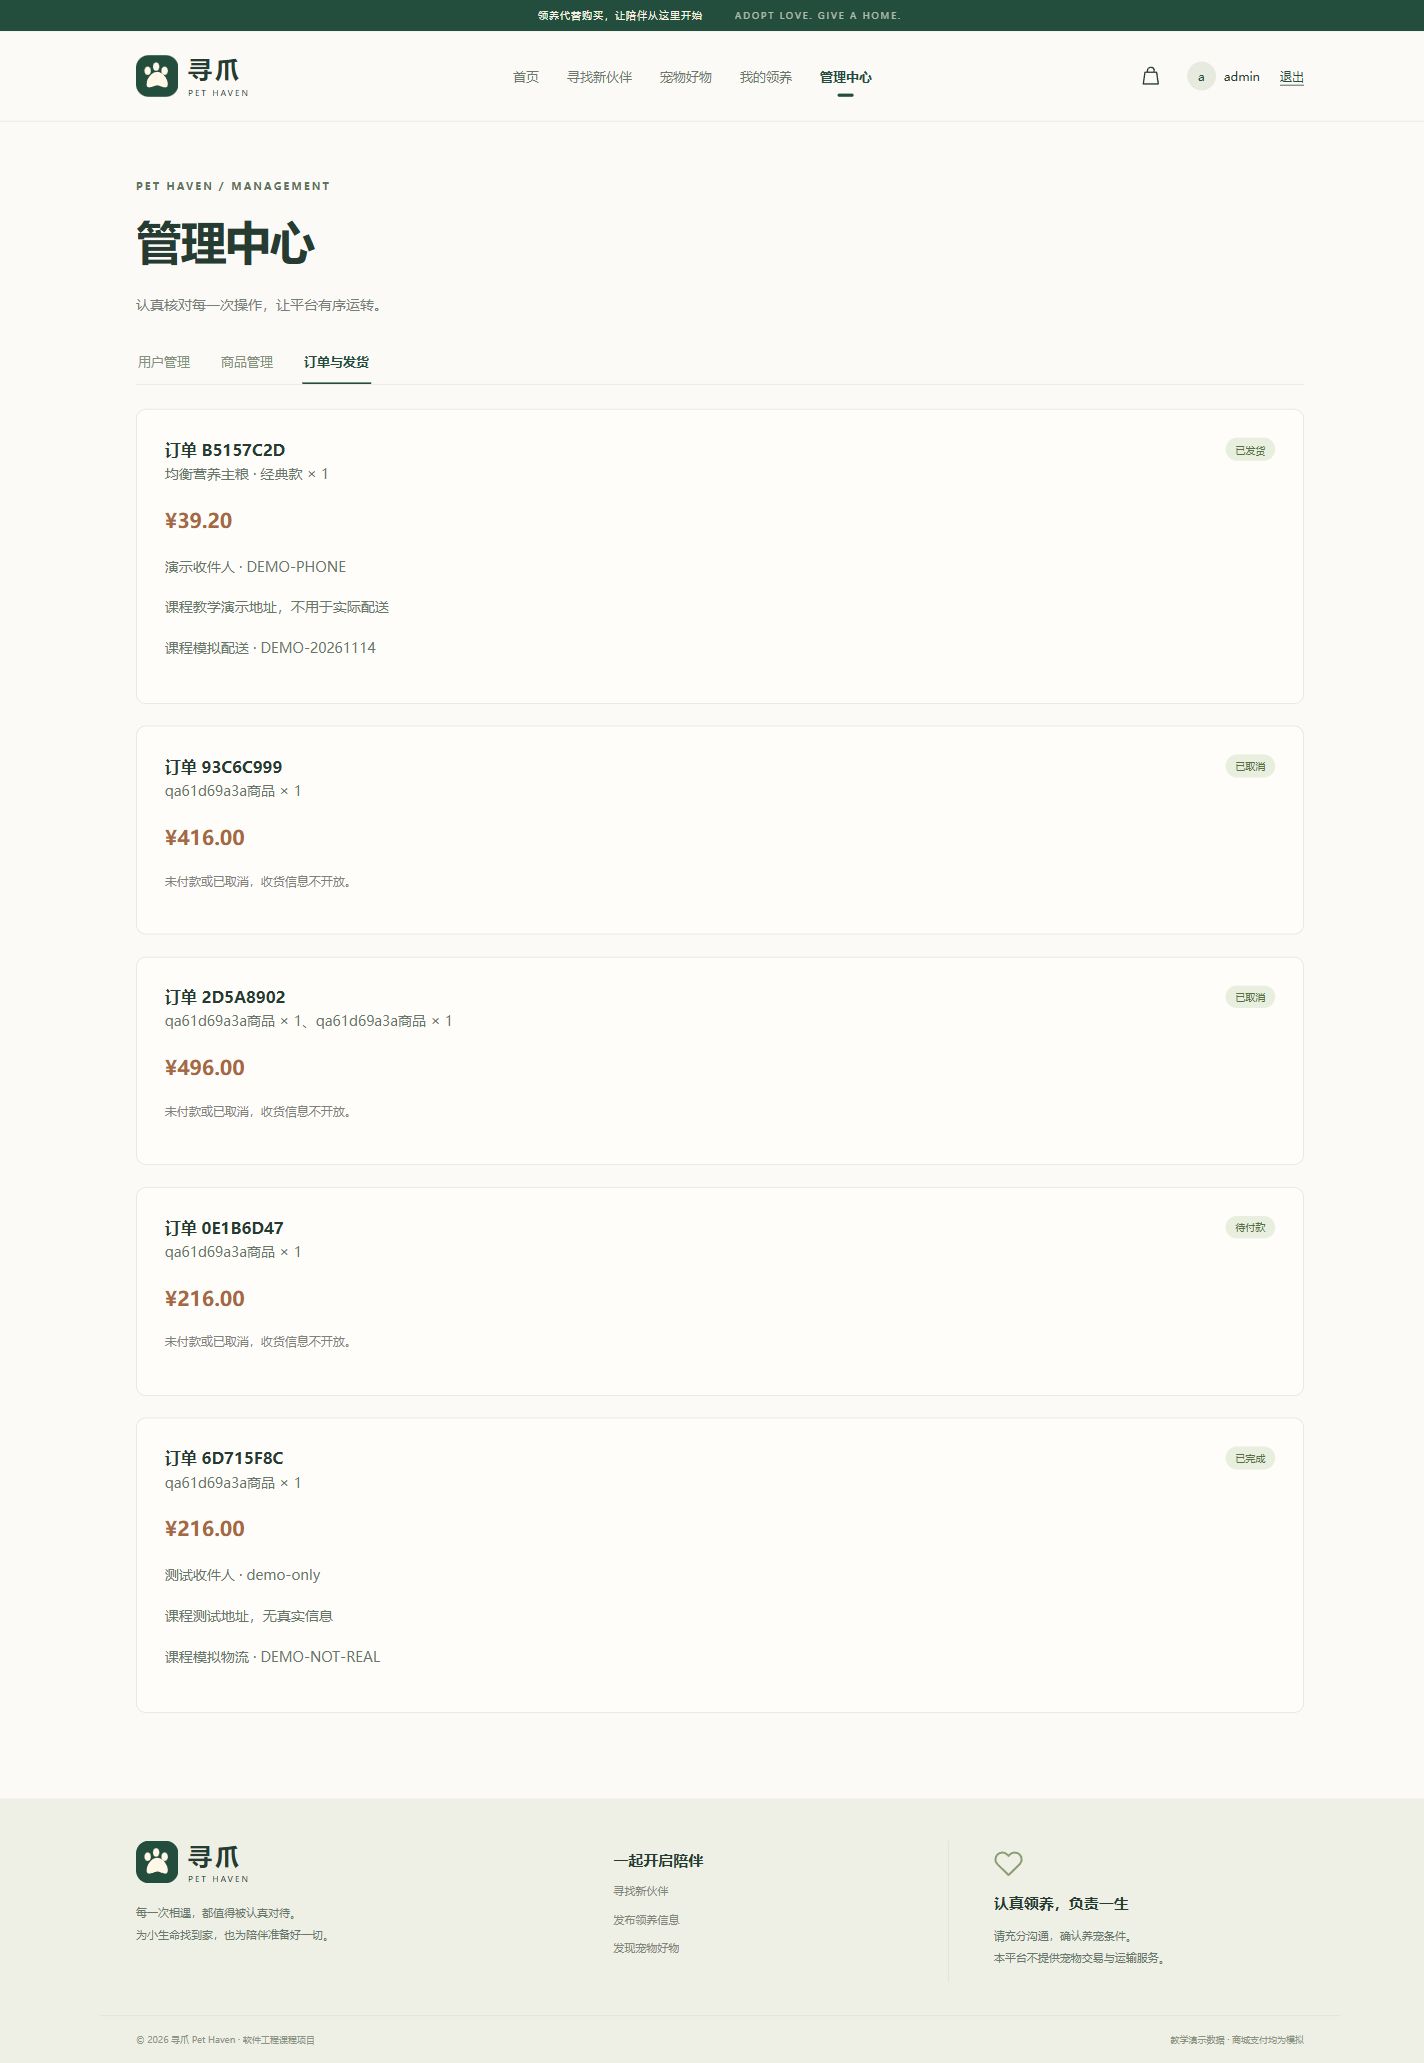 领养代替购买，让陪伴从这里开始 ADOPT LOVE. GIVE A HOME.
寻爪
PET HAVEN
首页 寻找新伙伴 宠物好物 我的领养 管理中心
a admin 退出
PET HAVEN / MANAGEMENT
管理中心
认真核对每一次操作，让平台有序运转。
用户管理 商品管理 订单与发货
订单 B5157C2D 已发货
均衡营养主粮 · 经典款 × 1
¥39.20
演示收件人 · DEMO-PHONE
课程教学演示地址，不用于实际配送
课程模拟配送 · DEMO-20261114
订单 93C6C999 已取消
qa61d69a3a商品 × 1
¥416.00
未付款或已取消，收货信息不开放。
订单 2D5A8902 已取消
qa61d69a3a商品 × 1、qa61d69a3a商品 × 1
¥496.00
未付款或已取消，收货信息不开放。
订单 0E1B6D47 待付款
qa61d69a3a商品 × 1
¥216.00
未付款或已取消，收货信息不开放。
订单 6D715F8C 已完成
qa61d69a3a商品 × 1
¥216.00
测试收件人 · demo-only
课程测试地址，无真实信息
课程模拟物流 · DEMO-NOT-REAL
寻爪
PET HAVEN
每一次相遇，都值得被认真对待。
为小生命找到家，也为陪伴准备好一切。
一起开启陪伴
寻找新伙伴
发布领养信息
发现宠物好物
认真领养，负责一生
请充分沟通，确认养宠条件。
本平台不提供宠物交易与运输服务。
© 2026 寻爪 Pet Haven · 软件工程课程项目
教学演示数据 · 商城支付均为模拟